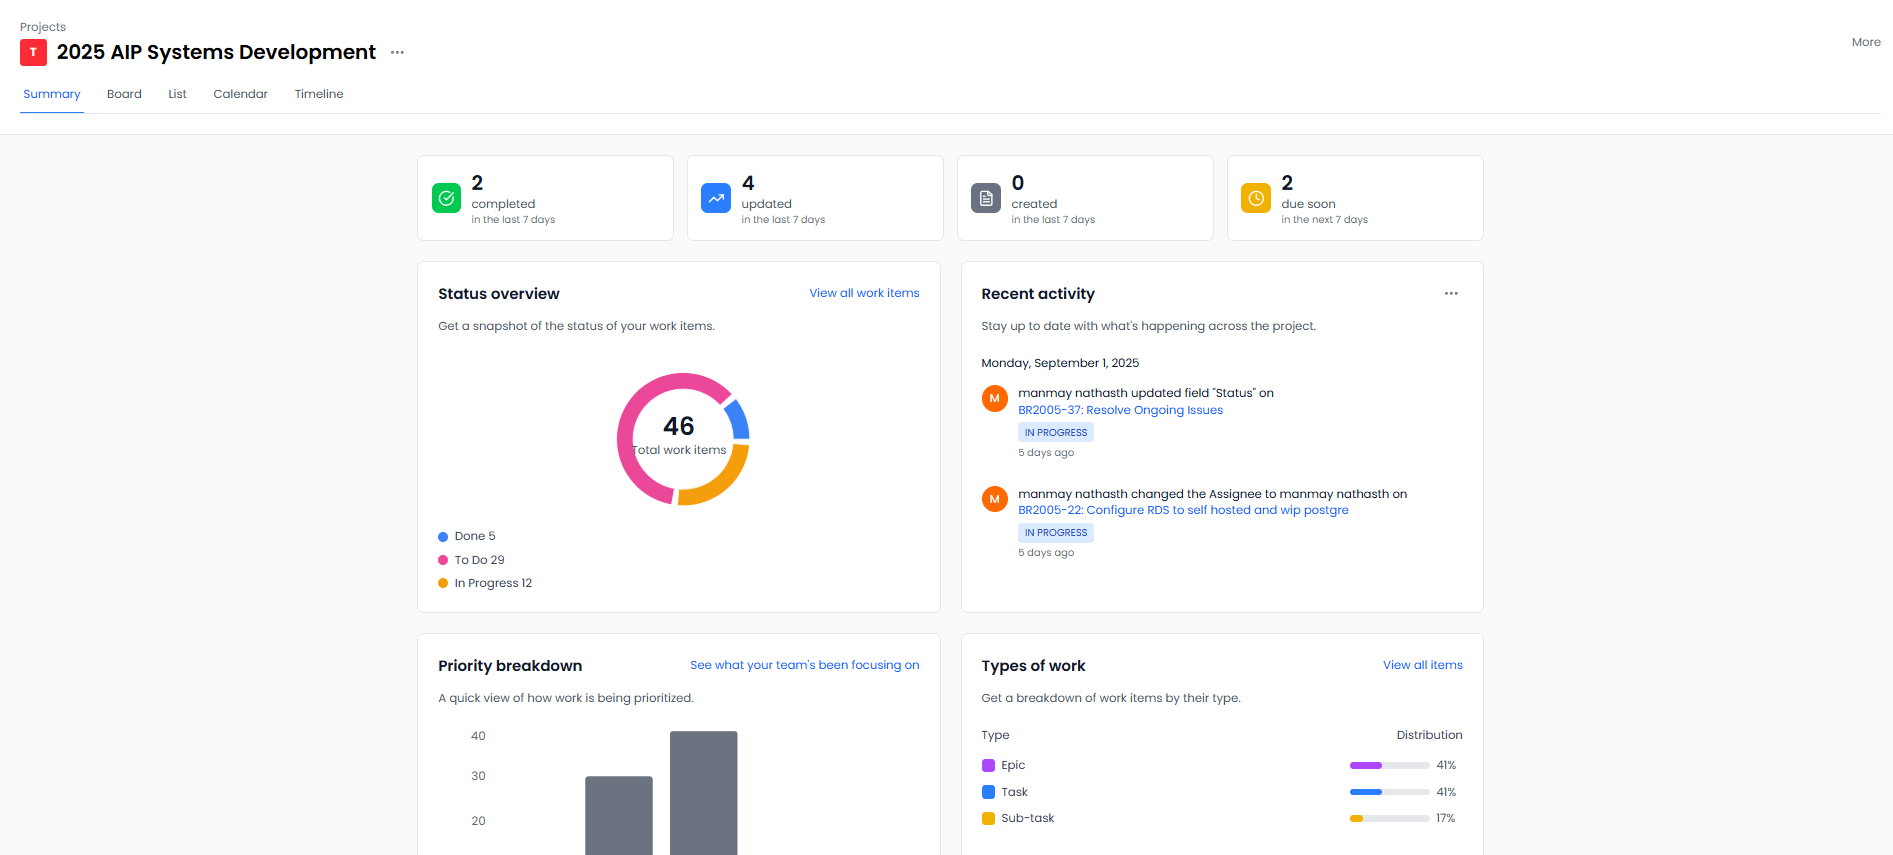 Projects
T 2025 AIP Systems Development
More
Summary Board List Calendar Timeline
2
completed
in the last 7 days
4
updated
in the last 7 days
0
created
in the last 7 days
2
due soon
in the next 7 days
Status overview View all work items
Get a snapshot of the status of your work items.
46
Total work items
Done 5
To Do 29
In Progress 12
Recent activity
Stay up to date with what's happening across the project.
Monday, September 1, 2025
M manmay nathasth updated field "Status" on
BR2005-37: Resolve Ongoing Issues
IN PROGRESS
5 days ago
M manmay nathasth changed the Assignee to manmay nathasth on
BR2005-22: Configure RDS to self hosted and wip postgre
IN PROGRESS
5 days ago
Priority breakdown See what your team's been focusing on
A quick view of how work is being prioritized.
40
30
20
Types of work View all items
Get a breakdown of work items by their type.
Type Distribution
Epic 41%
Task 41%
Sub-task 17%